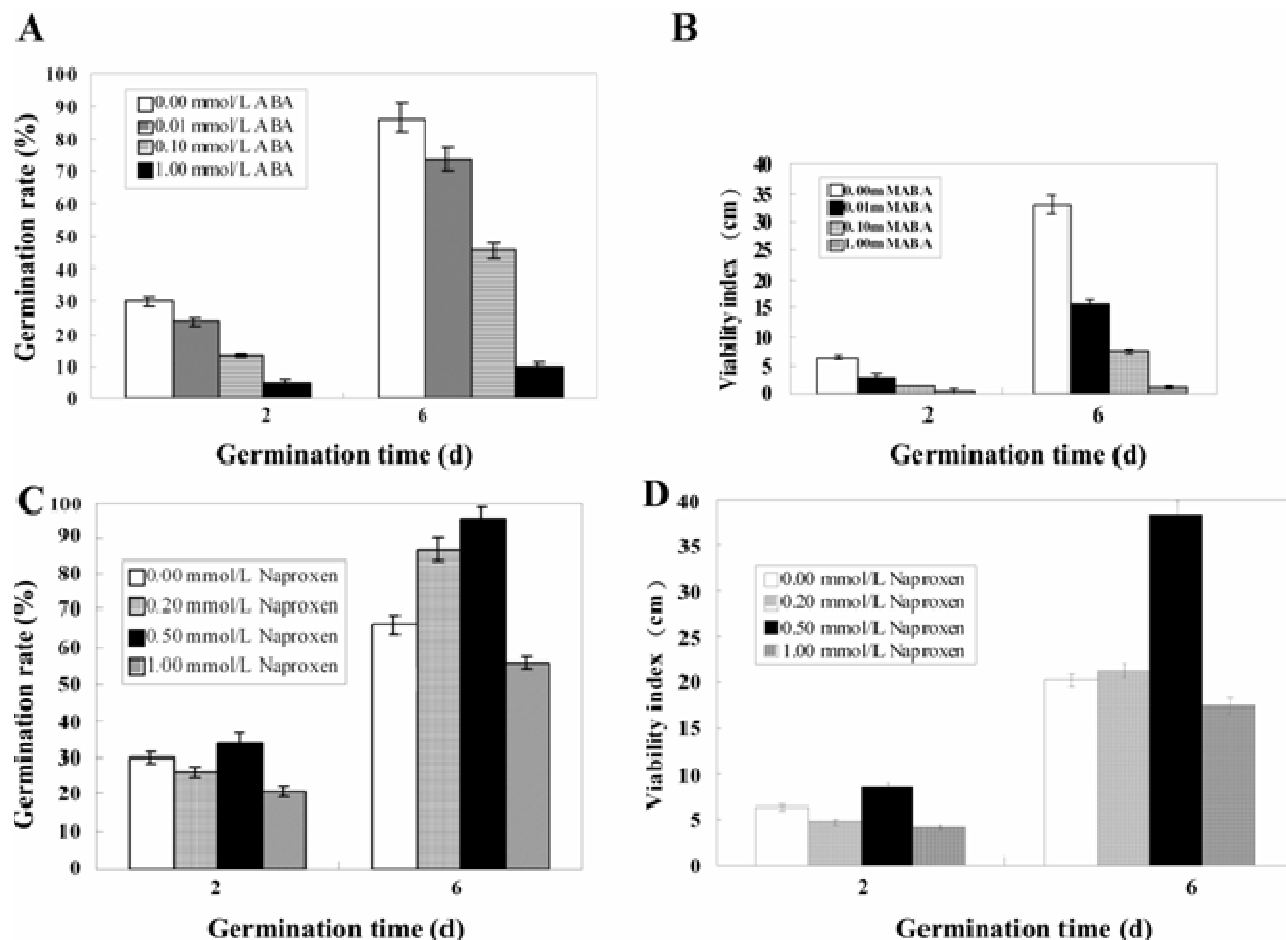 A
Germination rate (%)
100
90
80
70
60
50
40
30
20
10
0
0.00 mmol/L ABA
0.01 mmol/L ABA
0.10 mmol/L ABA
1.00 mmol/L ABA
2
6
Germination time (d)
B
Viability index (cm)
40
35
30
25
20
15
10
5
0
0.00mMABA
0.01mMABA
0.10mMABA
1.00mMABA
2
6
Germination time (d)
C
Germination rate (%)
100
90
80
70
60
50
40
30
20
10
0
0.00 mmol/L Naproxen
0.20 mmol/L Naproxen
0.50 mmol/L Naproxen
1.00 mmol/L Naproxen
2
6
Germination time (d)
D
Viability index (cm)
40
35
30
25
20
15
10
5
0
0.00 mmol/L Naproxen
0.20 mmol/L Naproxen
0.50 mmol/L Naproxen
1.00 mmol/L Naproxen
2
6
Germination time (d)